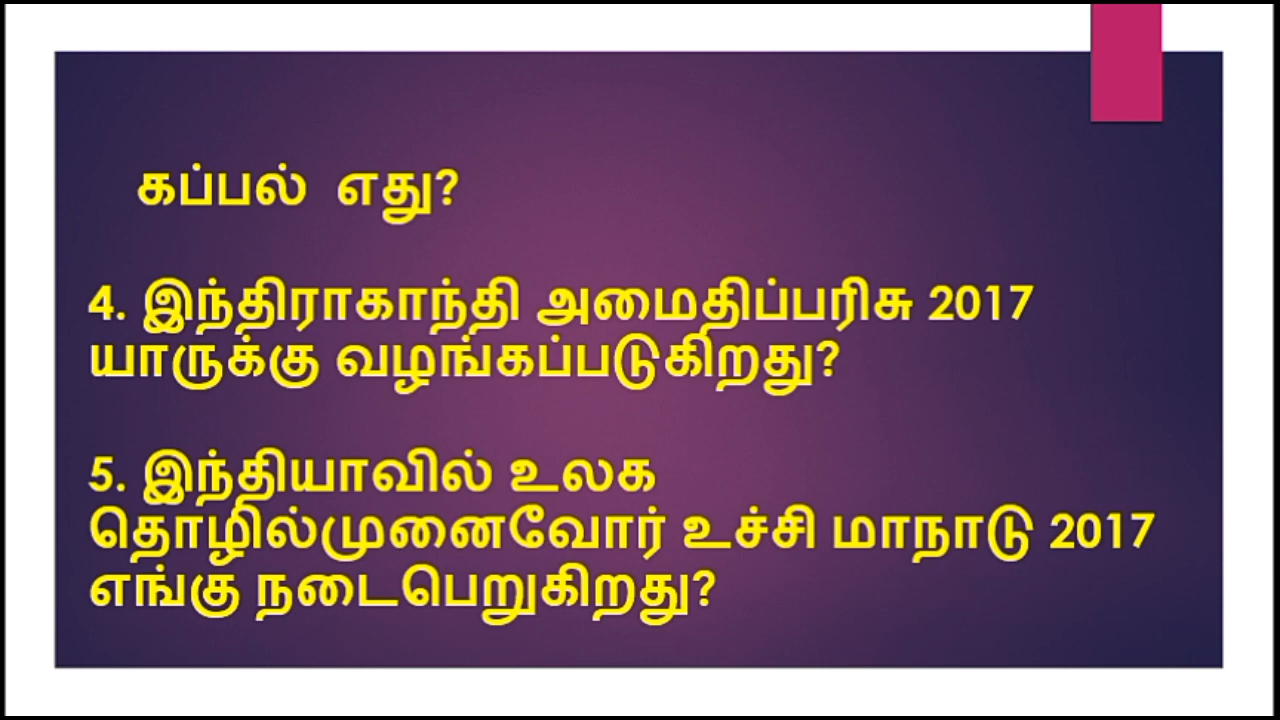 கப்பல் எது?
4. இந்திராகாந்தி அமைதிப்பரிசு 2017
யாருக்கு வழங்கப்படுகிறது?
5. இந்தியாவில் உலக
தொழில்முனைவோர் உச்சி மாநாடு 2017
எங்கு நடைபெறுகிறது?